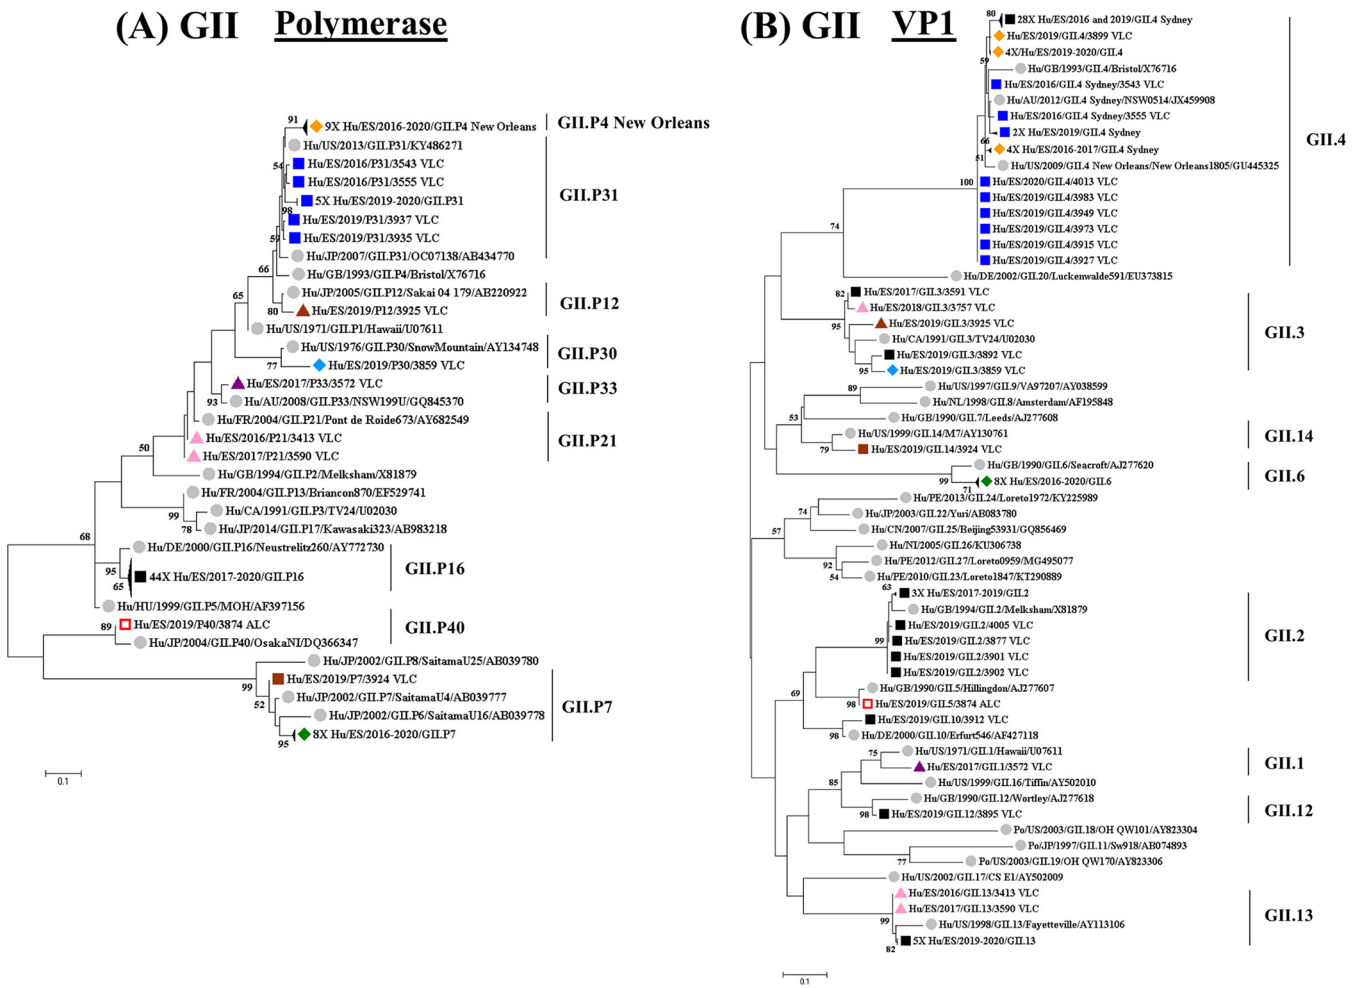 (A) GII Polymerase
91
9X Hu/ES/2016-2020/GII.P4 New Orleans
GII.P4 New Orleans
Hu/US/2013/GII.P31/KY486271
54
Hu/ES/2016/P31/3543 VLC
Hu/ES/2016/P31/3555 VLC
GII.P31
5X Hu/ES/2019-2020/GII.P31
98
Hu/ES/2019/P31/3937 VLC
59
Hu/ES/2019/P31/3935 VLC
Hu/JP/2007/GII.P31/OC07138/AB434770
66
Hu/GB/1993/GII.P4/Bristol/X76716
65
Hu/JP/2005/GII.P12/Sakai 04 179/AB220922
GII.P12
80
Hu/ES/2019/P12/3925 VLC
Hu/US/1971/GII.P1/Hawaii/U07611
Hu/US/1976/GII.P30/SnowMountain/AY134748
GII.P30
77
Hu/ES/2019/P30/3859 VLC
Hu/ES/2017/P33/3572 VLC
GII.P33
93
Hu/AU/2008/GII.P33/NSW199U/GQ845370
Hu/FR/2004/GII.P21/Pont de Roide673/AY682549
Hu/ES/2016/P21/3413 VLC
GII.P21
Hu/ES/2017/P21/3590 VLC
50
Hu/GB/1994/GII.P2/Melksham/X81879
Hu/FR/2004/GII.P13/Briancon870/EF529741
99
Hu/CA/1991/GII.P3/TV24/U02030
78
Hu/JP/2014/GII.P17/Kawasaki323/AB983218
68
Hu/DE/2000/GII.P16/Neustrelitz260/AY772730
GII.P16
95
44X Hu/ES/2017-2020/GII.P16
65
Hu/HU/1999/GII.P5/MOH/AF397156
89
Hu/ES/2019/P40/3874 ALC
GII.P40
Hu/JP/2004/GII.P40/OsakaNI/DQ366347
Hu/JP/2002/GII.P8/SaitamaU25/AB039780
99
Hu/ES/2019/P7/3924 VLC
52
Hu/JP/2002/GII.P7/SaitamaU4/AB039777
GII.P7
Hu/JP/2002/GII.P6/SaitamaU16/AB039778
95
8X Hu/ES/2016-2020/GII.P7
0.1
(B) GII VP1
80
28X Hu/ES/2016 and 2019/GII.4 Sydney
Hu/ES/2019/GII.4/3899 VLC
4X/Hu/ES/2019-2020/GII.4
59
Hu/GB/1993/GII.4/Bristol/X76716
Hu/ES/2016/GII.4 Sydney/3543 VLC
Hu/AU/2012/GII.4 Sydney/NSW0514/JX459908
Hu/ES/2016/GII.4 Sydney/3555 VLC
2X Hu/ES/2019/GII.4 Sydney
GII.4
66
4X Hu/ES/2016-2017/GII.4 Sydney
51
Hu/US/2009/GII.4 New Orleans/New Orleans1805/GU445325
100
Hu/ES/2020/GII.4/4013 VLC
Hu/ES/2019/GII.4/3983 VLC
Hu/ES/2019/GII.4/3949 VLC
74
Hu/ES/2019/GII.4/3973 VLC
Hu/ES/2019/GII.4/3915 VLC
Hu/ES/2019/GII.4/3927 VLC
Hu/DE/2002/GII.20/Luckenwalde591/EU373815
82
Hu/ES/2017/GII.3/3591 VLC
Hu/ES/2018/GII.3/3757 VLC
95
Hu/ES/2019/GII.3/3925 VLC
GII.3
Hu/CA/1991/GII.3/TV24/U02030
Hu/ES/2019/GII.3/3892 VLC
95
Hu/ES/2019/GII.3/3859 VLC
89
Hu/US/1997/GII.9/VA97207/AY038599
Hu/NL/1998/GII.8/Amsterdam/AF195848
53
Hu/GB/1990/GII.7/Leeds/AJ277608
Hu/US/1999/GII.14/M7/AY130761
GII.14
79
Hu/ES/2019/GII.14/3924 VLC
Hu/GB/1990/GII.6/Seacroft/AJ277620
GII.6
99
8X Hu/ES/2016-2020/GII.6
71
Hu/PE/2013/GII.24/Loreto1972/KY225989
74
Hu/JP/2003/GII.22/Yuri/AB083780
57
Hu/CN/2007/GII.25/Beijing53931/GQ856469
Hu/NI/2005/GII.26/KU306738
92
Hu/PE/2012/GII.27/Loreto0959/MG495077
54
Hu/PE/2010/GII.23/Loreto1847/KT290889
63
3X Hu/ES/2017-2019/GII.2
Hu/GB/1994/GII.2/Melksham/X81879
Hu/ES/2019/GII.2/4005 VLC
GII.2
99
Hu/ES/2019/GII.2/3877 VLC
Hu/ES/2019/GII.2/3901 VLC
Hu/ES/2019/GII.2/3902 VLC
69
Hu/GB/1990/GII.5/Hillingdon/AJ277607
98
Hu/ES/2019/GII.5/3874 ALC
Hu/ES/2019/GII.10/3912 VLC
98
Hu/DE/2000/GII.10/Erfurt546/AF427118
75
Hu/US/1971/GII.1/Hawaii/U07611
GII.1
Hu/ES/2017/GII.1/3572 VLC
85
Hu/US/1999/GII.16/Tiffin/AY502010
Hu/GB/1990/GII.12/Wortley/AJ277618
GII.12
98
Hu/ES/2019/GII.12/3895 VLC
Po/US/2003/GII.18/OH QW101/AY823304
Po/JP/1997/GII.11/Sw918/AB074893
77
Po/US/2003/GII.19/OH QW170/AY823306
Hu/US/2002/GII.17/CS E1/AY502009
Hu/ES/2016/GII.13/3413 VLC
Hu/ES/2017/GII.13/3590 VLC
GII.13
99
Hu/US/1998/GII.13/Fayetteville/AY113106
82
5X Hu/ES/2019-2020/GII.13
0.1